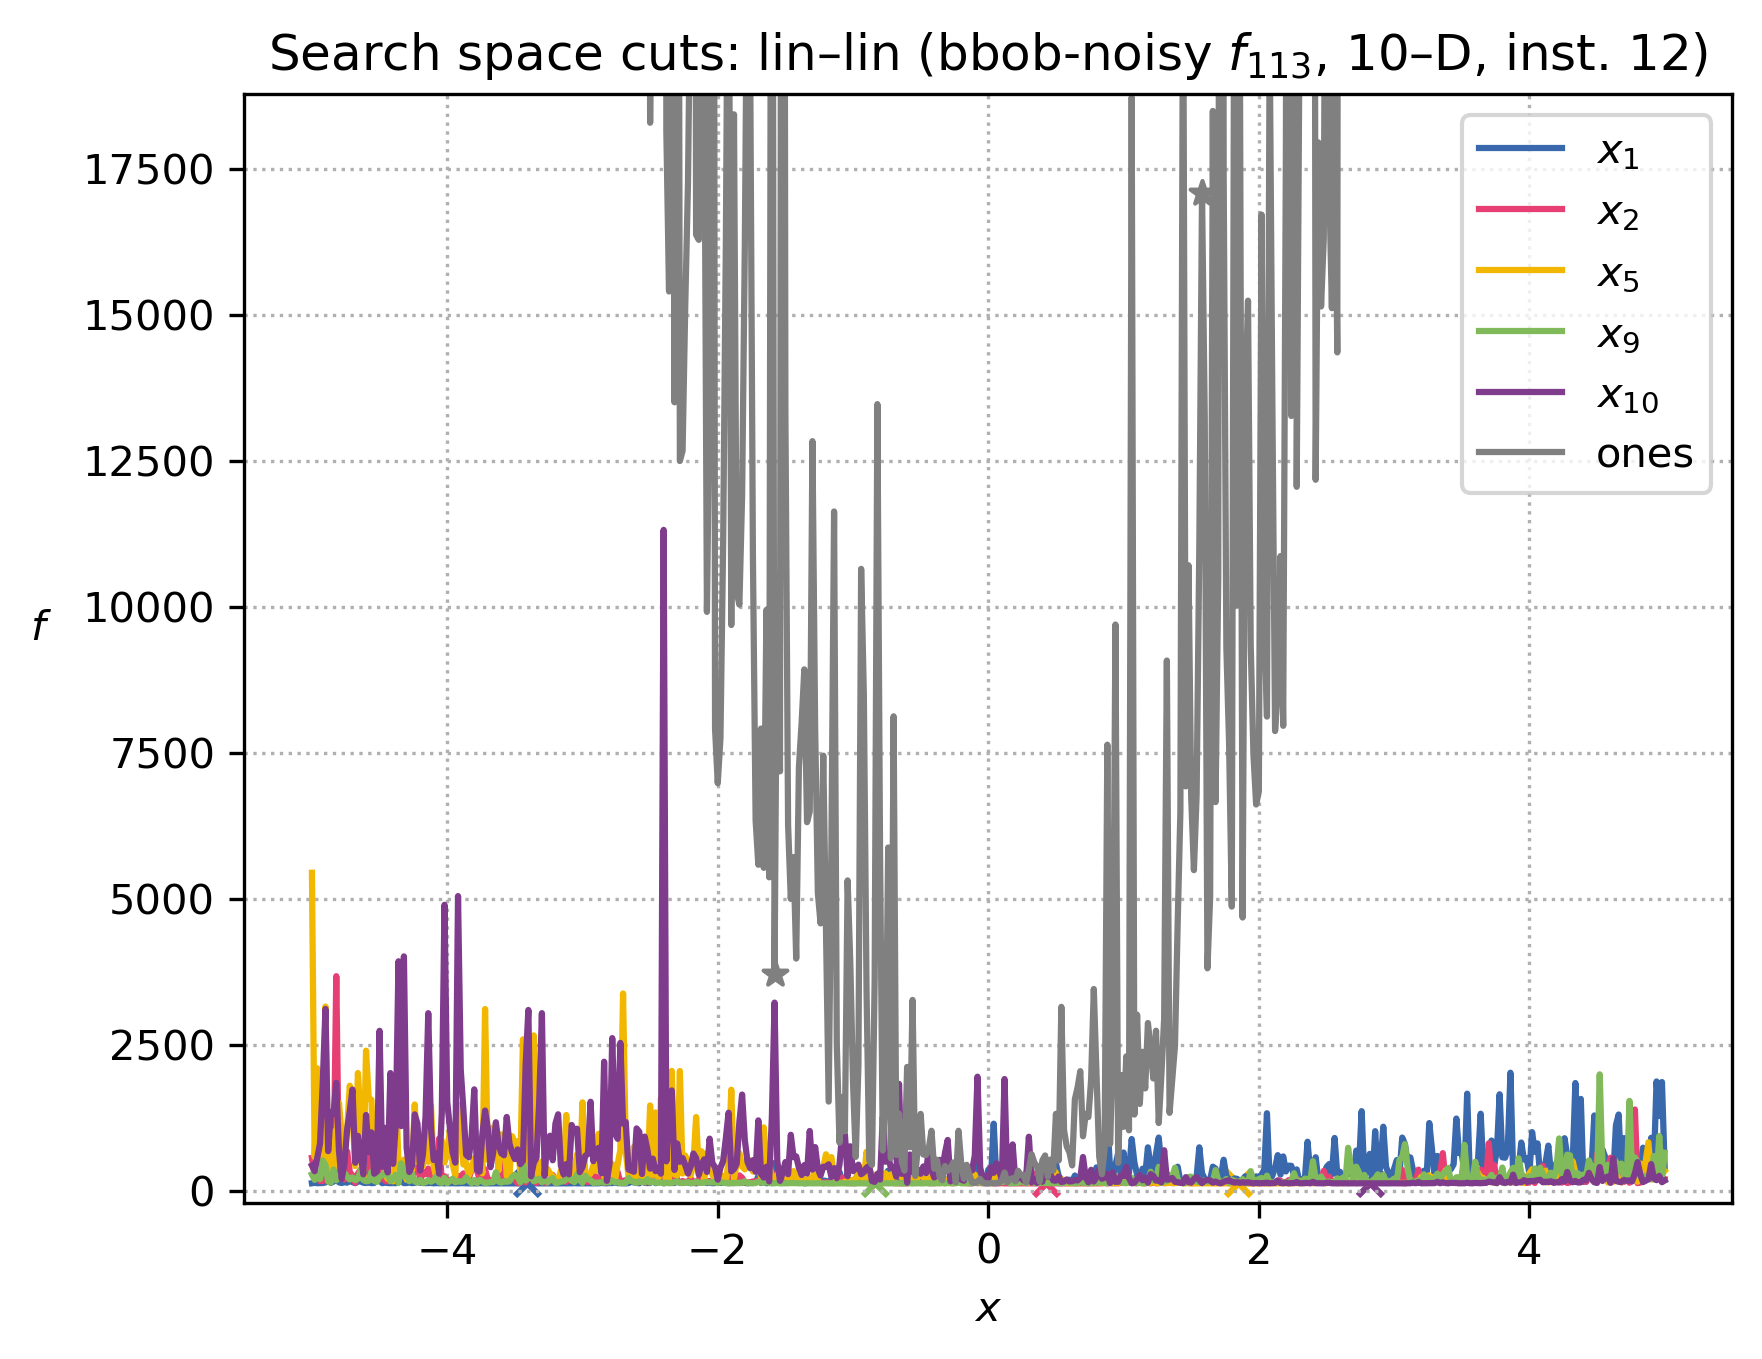 Search space cuts: lin–lin (bbob-noisy f₁₁₃, 10–D, inst. 12)
17500
15000
12500
10000
7500
5000
2500
0
f
−4
−2
0
2
4
x
x₁
x₂
x₅
x₉
x₁₀
ones